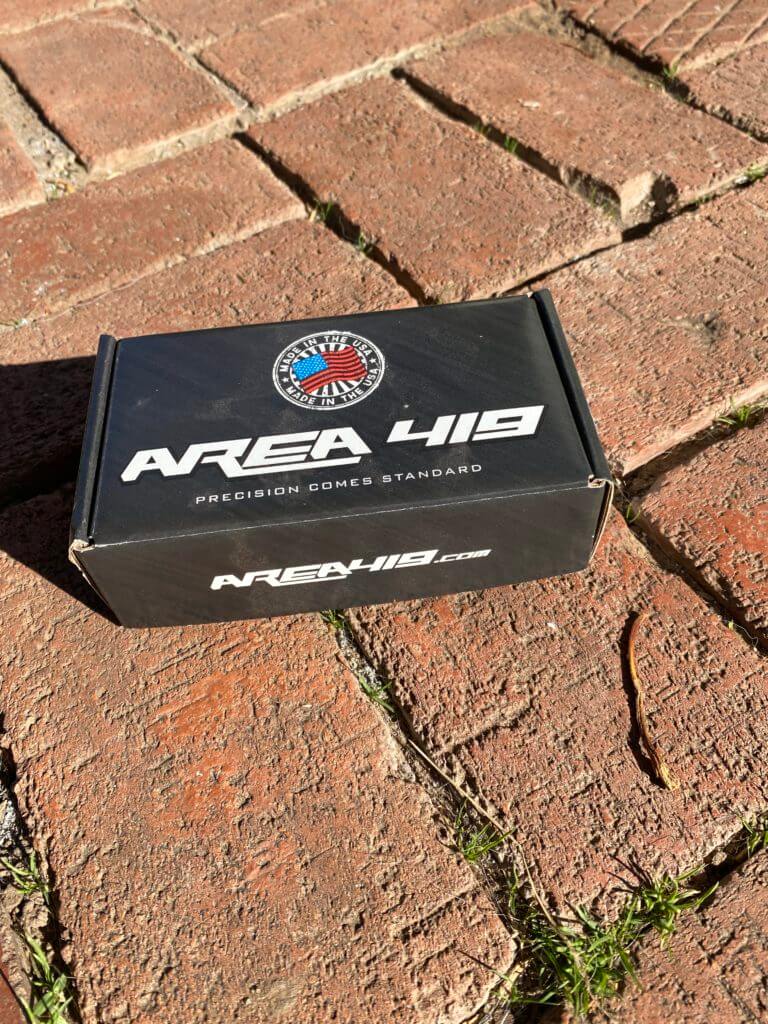 MADE IN THE USA
MADE IN THE USA
AREA 419
PRECISION COMES STANDARD
AREA419.com